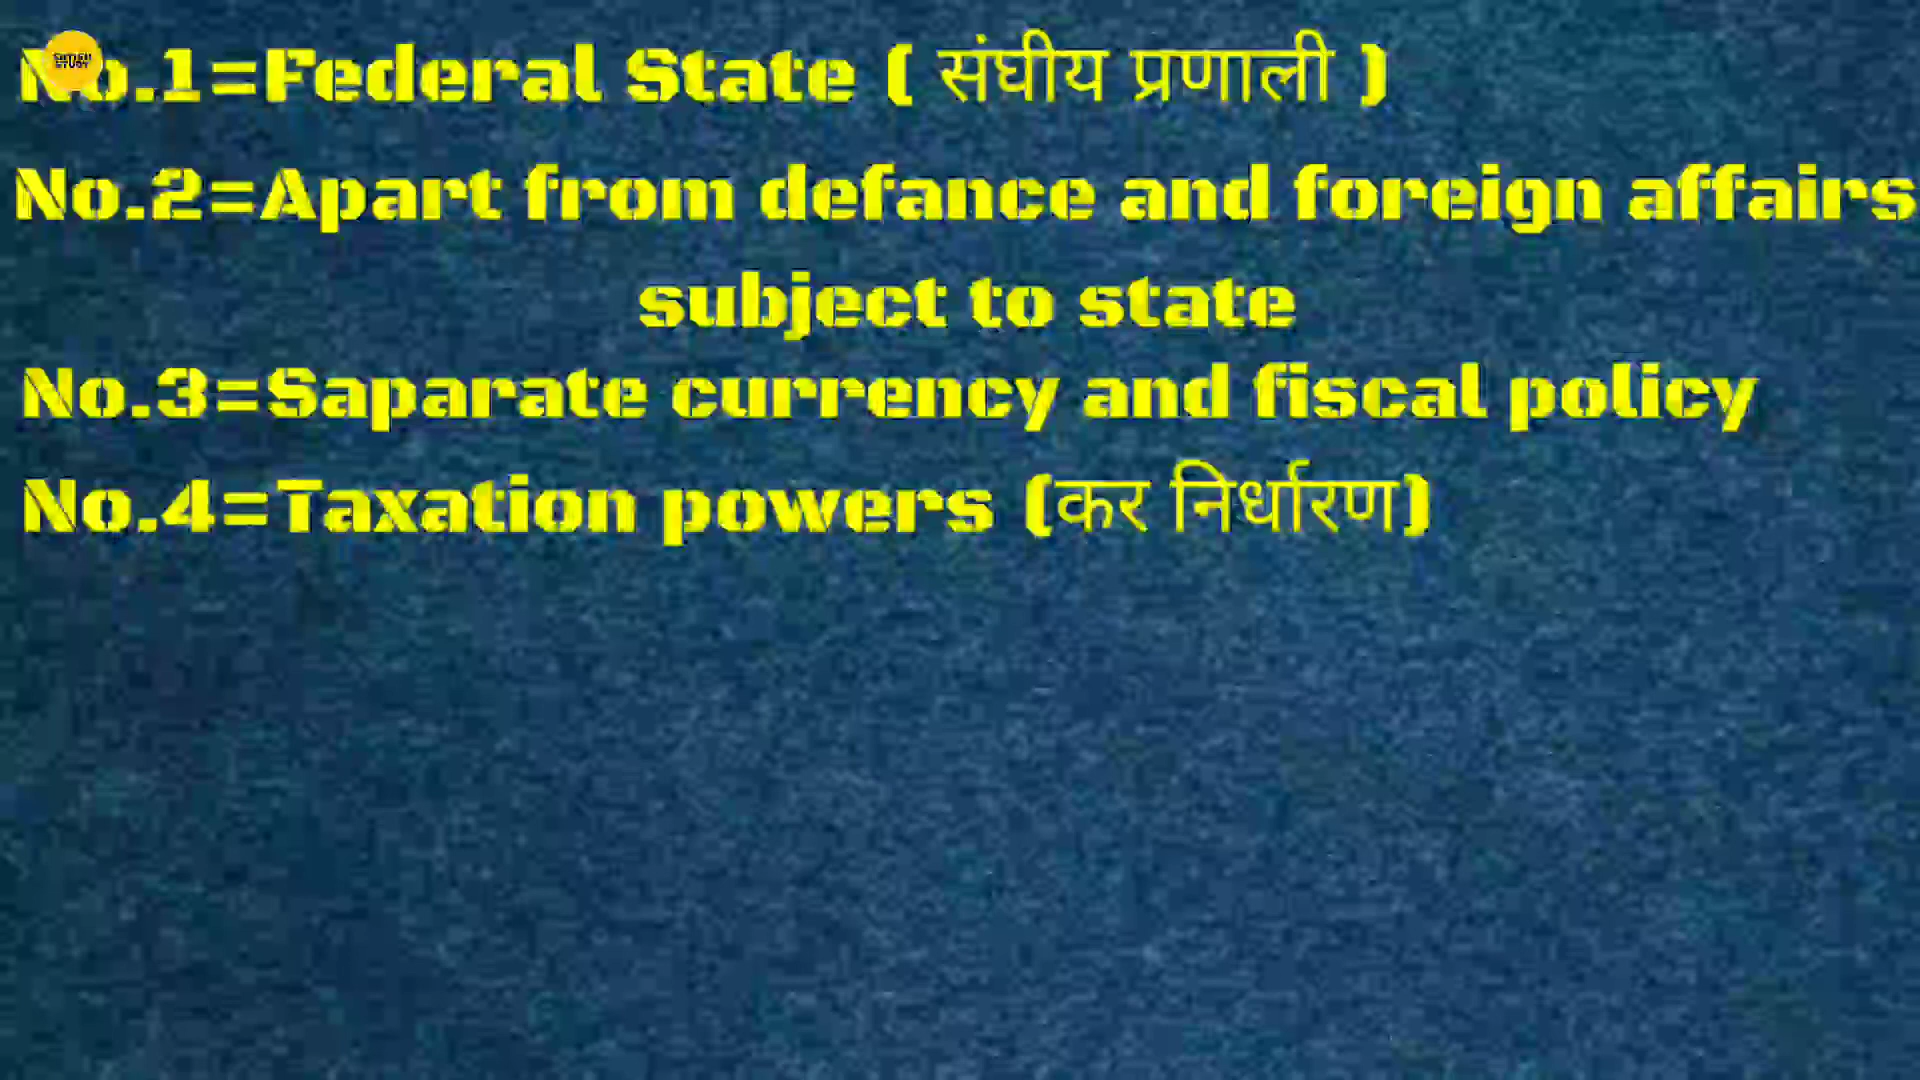 No.1=Federal State ( संघीय प्रणाली )
No.2=Apart from defance and foreign affairs
subject to state
No.3=Saparate currency and fiscal policy
No.4=Taxation powers (कर निर्धारण)